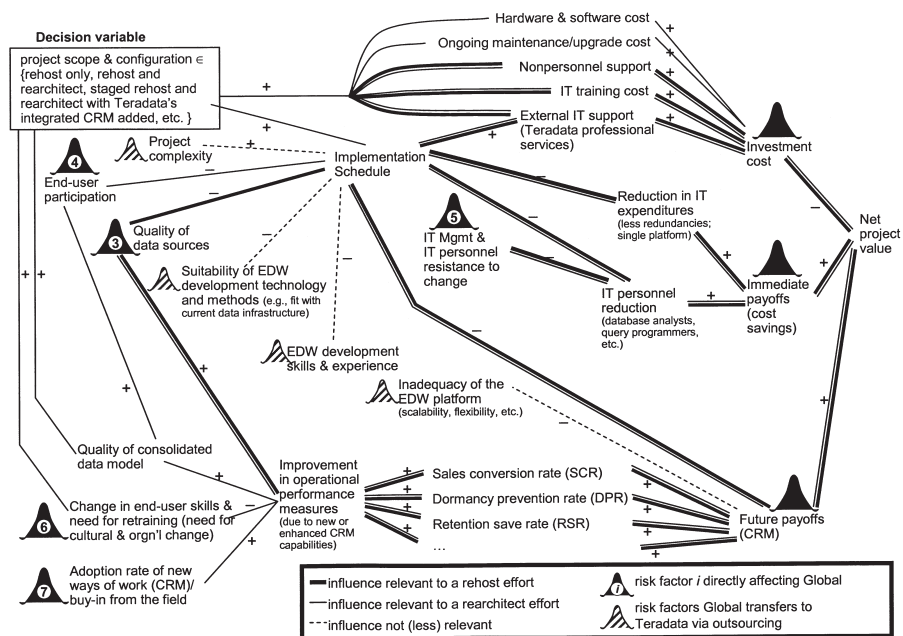 Decision variable
project scope & configuration ∈
{rehost only, rehost and
rearchitect, staged rehost and
rearchitect with Teradata's
integrated CRM added, etc. }
Hardware & software cost
Ongoing maintenance/upgrade cost
Nonpersonnel support
IT training cost
External IT support
(Teradata professional
services)
Investment
cost
Project
complexity
Implementation
Schedule
4
End-user
participation
3
Quality of
data sources
Suitability of EDW
development technology
and methods (e.g., fit with
current data infrastructure)
EDW development
skills & experience
5
IT Mgmt &
IT personnel
resistance to
change
Reduction in IT
expenditures
(less redundancies;
single platform)
Net
project
value
IT personnel
reduction
(database analysts,
query programmers,
etc.)
Immediate
payoffs
(cost
savings)
Inadequacy of the
EDW platform
(scalability, flexibility, etc.)
Quality of consolidated
data model
6
Change in end-user skills &
need for retraining (need for
cultural & orgn'l change)
7
Adoption rate of new
ways of work (CRM)/
buy-in from the field
Improvement
in operational
performance
measures
(due to new or
enhanced CRM
capabilities)
Sales conversion rate (SCR)
Dormancy prevention rate (DPR)
Retention save rate (RSR)
...
Future payoffs
(CRM)
influence relevant to a rehost effort
influence relevant to a rearchitect effort
influence not (less) relevant
i
risk factor i directly affecting Global
risk factors Global transfers to
Teradata via outsourcing